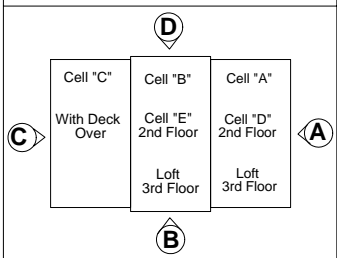 D
Cell "C"
Cell "B"
Cell "A"
With Deck
Over
Cell "E"
2nd Floor
Cell "D"
2nd Floor
C
A
Loft
3rd Floor
Loft
3rd Floor
B